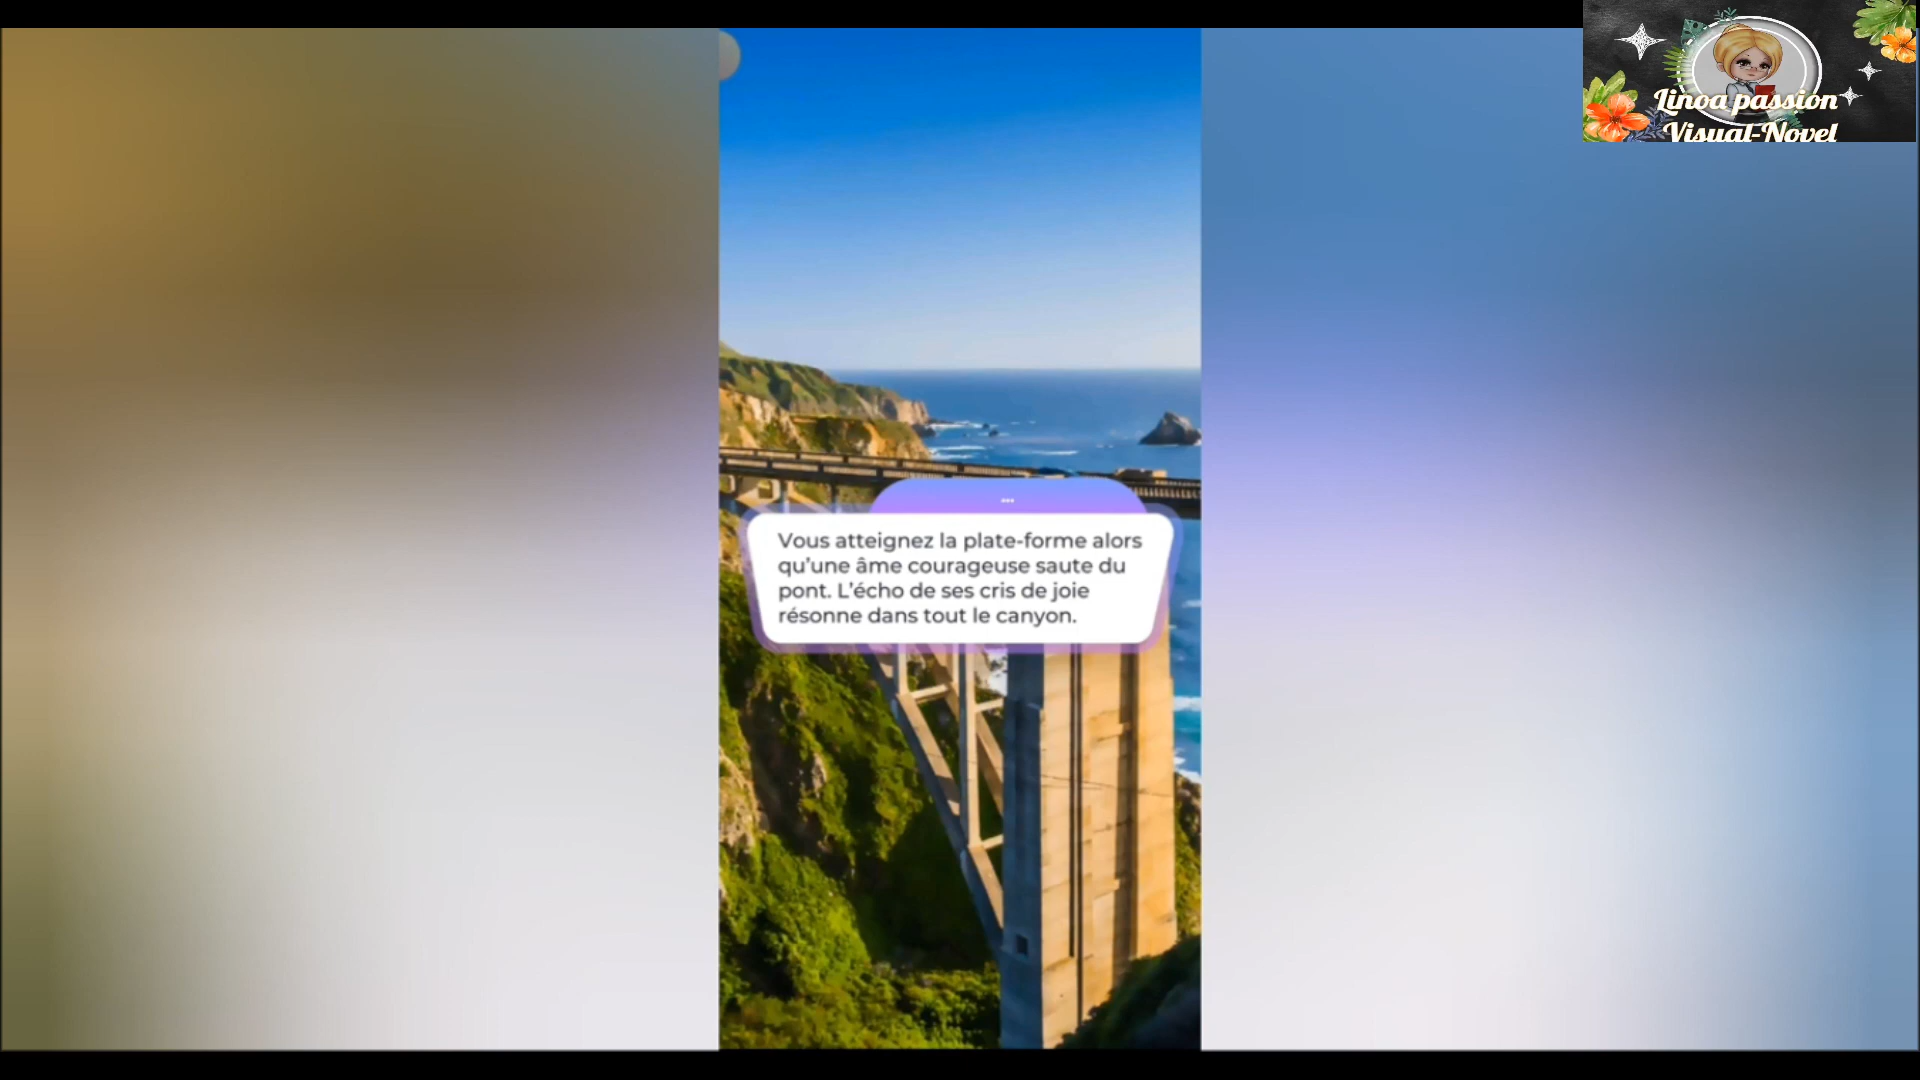 Linoa passion
Visual-Novel
...
Vous atteignez la plate-forme alors
qu'une âme courageuse saute du
pont. L'écho de ses cris de joie
résonne dans tout le canyon.